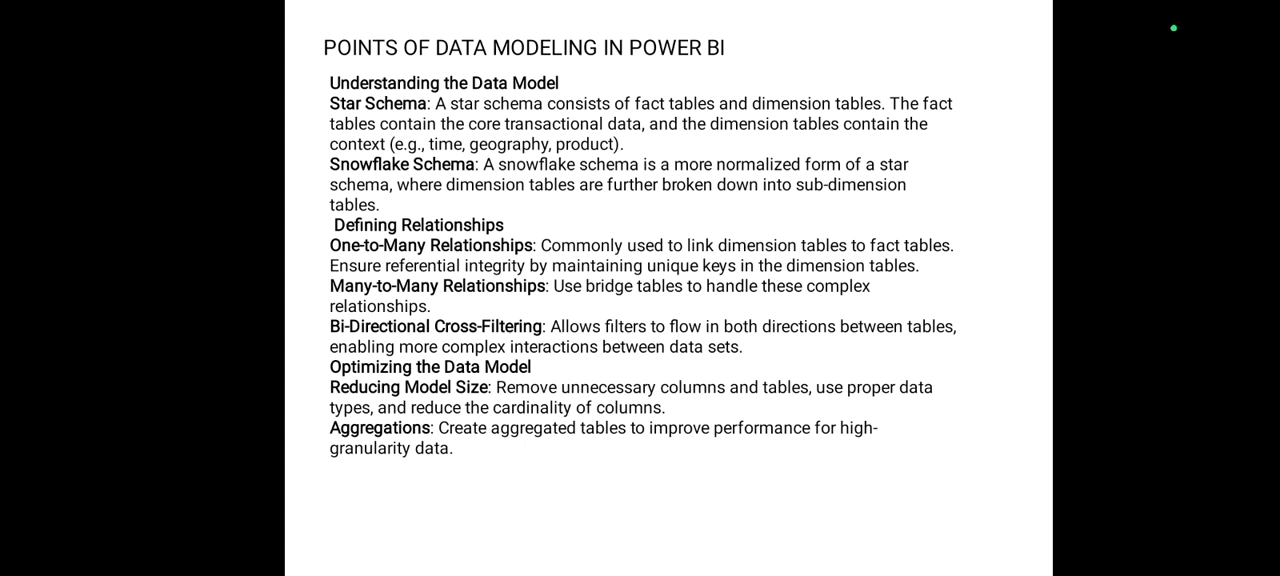 POINTS OF DATA MODELING IN POWER BI
Understanding the Data Model
Star Schema: A star schema consists of fact tables and dimension tables. The fact
tables contain the core transactional data, and the dimension tables contain the
context (e.g., time, geography, product).
Snowflake Schema: A snowflake schema is a more normalized form of a star
schema, where dimension tables are further broken down into sub-dimension
tables.
Defining Relationships
One-to-Many Relationships: Commonly used to link dimension tables to fact tables.
Ensure referential integrity by maintaining unique keys in the dimension tables.
Many-to-Many Relationships: Use bridge tables to handle these complex
relationships.
Bi-Directional Cross-Filtering: Allows filters to flow in both directions between tables,
enabling more complex interactions between data sets.
Optimizing the Data Model
Reducing Model Size: Remove unnecessary columns and tables, use proper data
types, and reduce the cardinality of columns.
Aggregations: Create aggregated tables to improve performance for high-
granularity data.